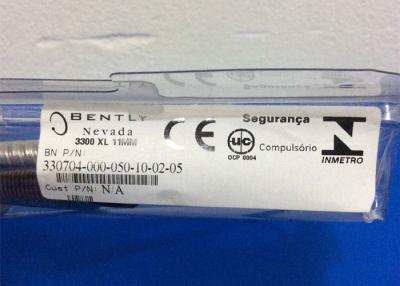 BENTLY
Nevada
3300 XL 11MM
BN P/N:
330704-000-050-10-02-05
Cust P/N: N/A
CE
UC
OCP 0004
Segurança
Compulsório
INMETRO